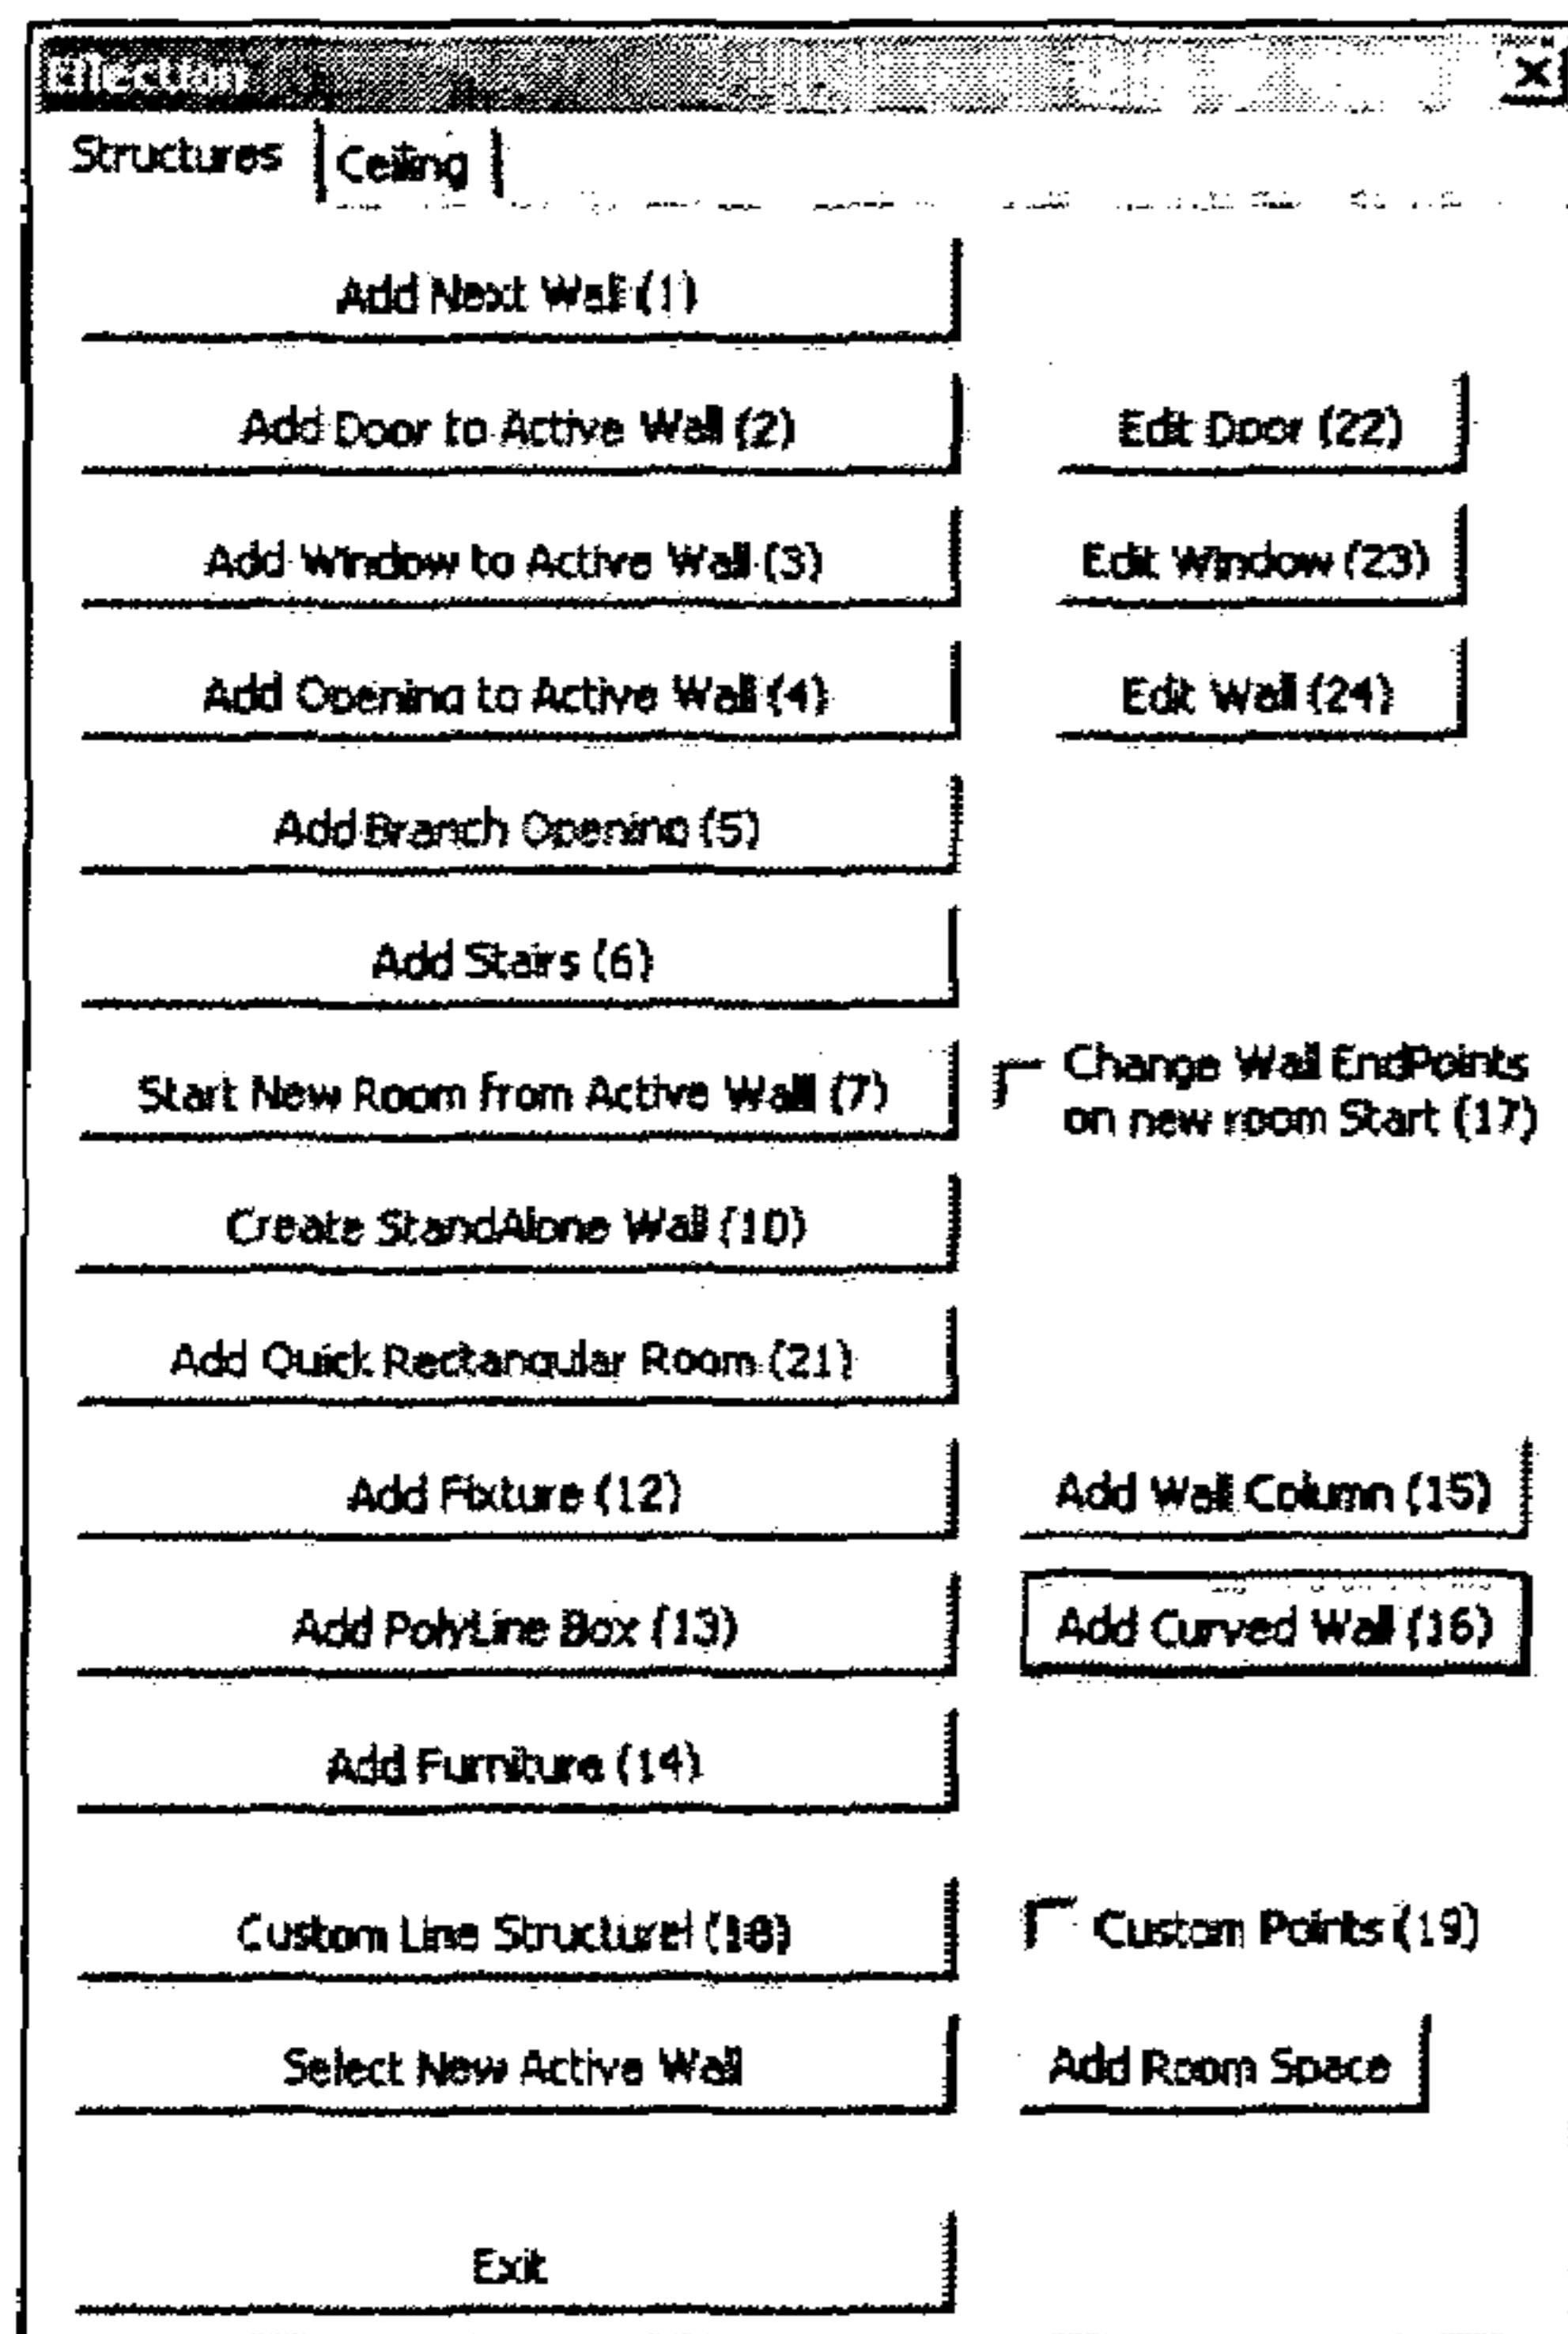 Structures Ceiling
Add Next Wall (1)
Add Door to Active Wall (2) Edit Door (22)
Add Window to Active Wall (3) Edit Window (23)
Add Opening to Active Wall (4) Edit Wall (24)
Add Branch Opening (5)
Add Stairs (6)
Start New Room from Active Wall (7) Change Wall EndPoints
on new room Start (17)
Create StandAlone Wall (10)
Add Quick Rectangular Room (21)
Add Fixture (12) Add Wall Column (15)
Add PolyLine Box (13) Add Curved Wall (16)
Add Furniture (14)
Custom Line Structure! (18) Custom Points (19)
Select New Active Wall Add Room Space
Exit